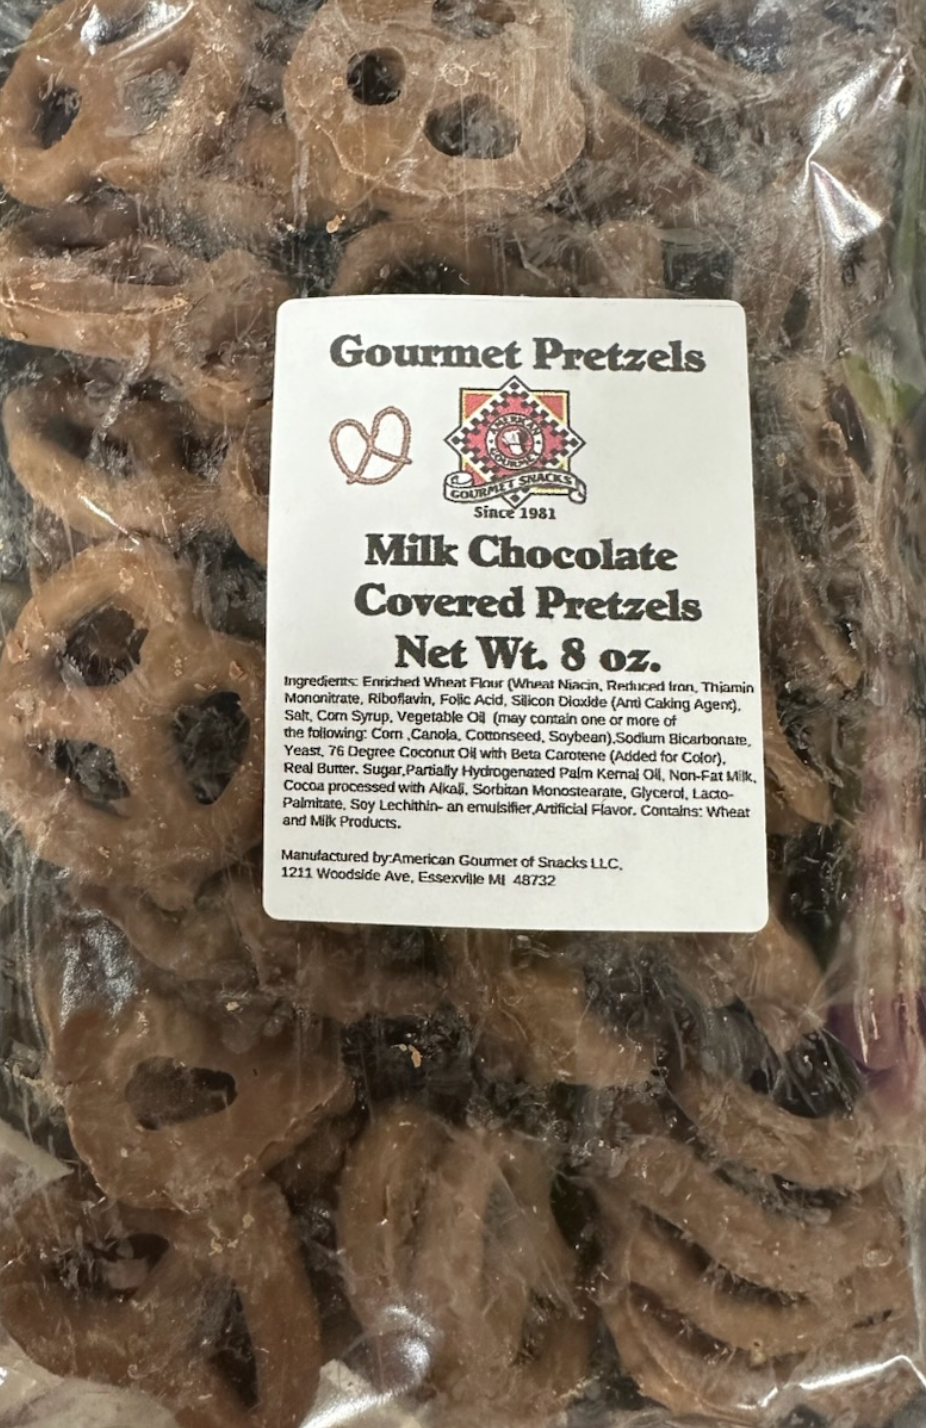 Gourmet Pretzels
AMERICAN
GOURMET
GOURMET SNACKS
Since 1981
Milk Chocolate
Covered Pretzels
Net Wt. 8 oz.
Ingredients: Enriched Wheat Flour (Wheat Niacin, Reduced Iron, Thiamin
Mononitrate, Riboflavin, Folic Acid, Silicon Dioxide (Anti Caking Agent),
Salt, Corn Syrup, Vegetable Oil (may contain one or more of
the following: Corn ,Canola, Cottonseed, Soybean),Sodium Bicarbonate,
Yeast, 76 Degree Coconut Oil with Beta Carotene (Added for Color),
Real Butter. Sugar,Partially Hydrogenated Palm Kernal Oil, Non-Fat Milk,
Cocoa processed with Alkali, Sorbitan Monostearate, Glycerol, Lacto-
Palmitate, Soy Lechithin- an emulsifier,Artificial Flavor. Contains: Wheat
and Milk Products.
Manufactured by:American Gourmet of Snacks LLC,
1211 Woodside Ave, Essexville MI 48732